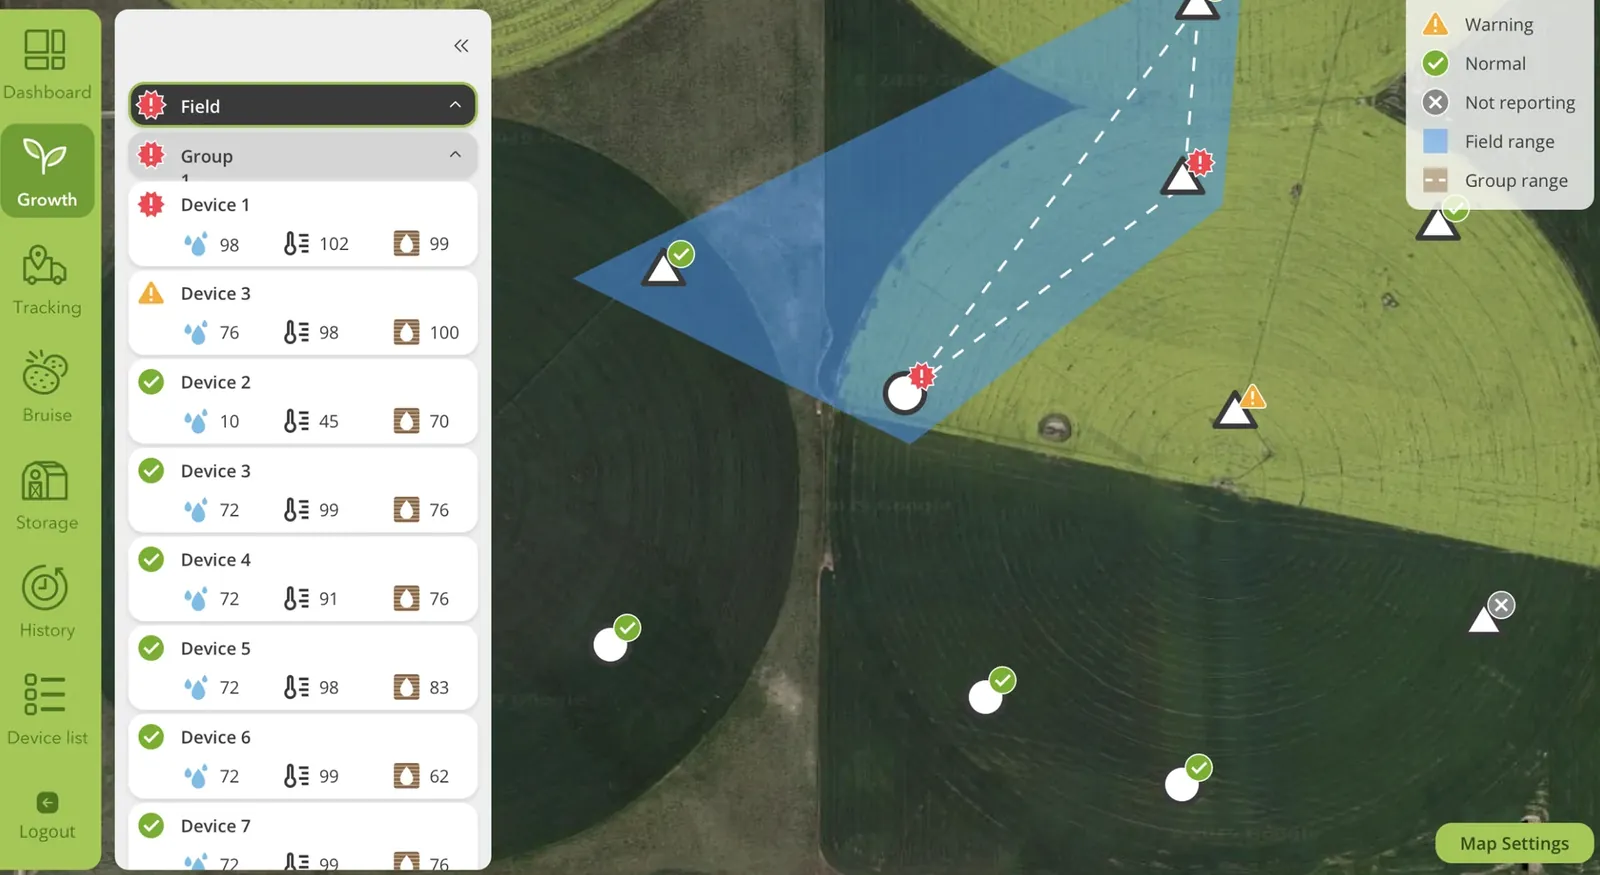 Dashboard
Growth
Tracking
Bruise
Storage
History
Device list
Logout
Field
Group
1
Device 1
98 102 99
Device 3
76 98 100
Device 2
10 45 70
Device 3
72 99 76
Device 4
72 91 76
Device 5
72 98 83
Device 6
72 99 62
Device 7
72 99 76
Warning
Normal
Not reporting
Field range
Group range
Map Settings